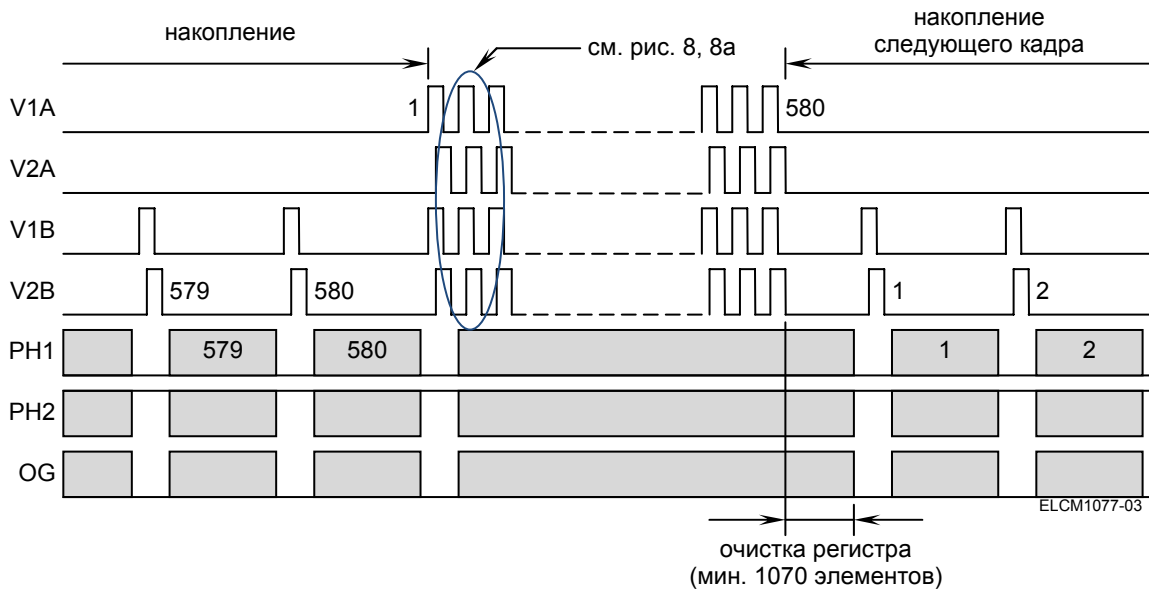 накопление
накопление
следующего кадра
см. рис. 8, 8а
V1A
1
580
V2A
V1B
V2B
579
580
1
2
PH1
579
580
1
2
PH2
OG
ELCM1077-03
очистка регистра
(мин. 1070 элементов)